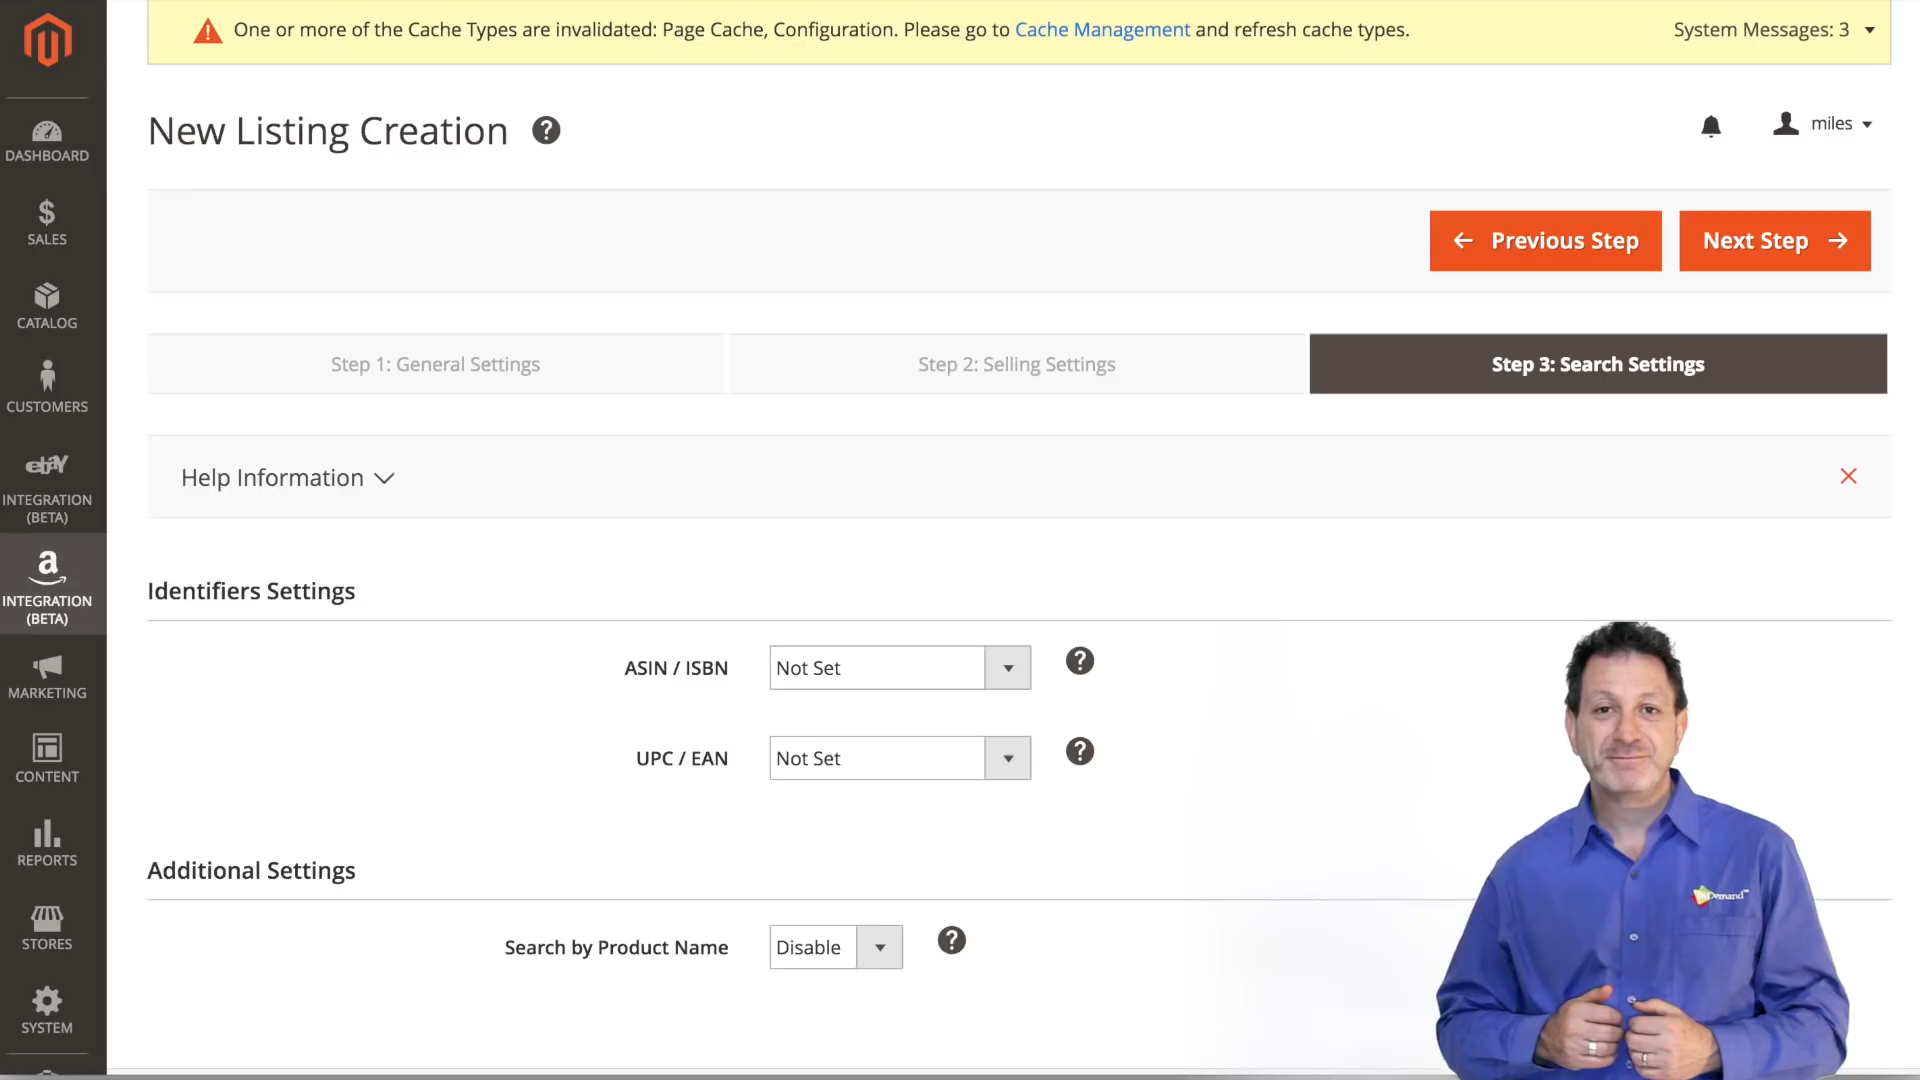 One or more of the Cache Types are invalidated: Page Cache, Configuration. Please go to Cache Management and refresh cache types.
System Messages: 3
New Listing Creation ?
miles
DASHBOARD
SALES
CATALOG
CUSTOMERS
ebaY
INTEGRATION
(BETA)
a
INTEGRATION
(BETA)
MARKETING
CONTENT
REPORTS
STORES
SYSTEM
← Previous Step
Next Step →
Step 1: General Settings
Step 2: Selling Settings
Step 3: Search Settings
Help Information
Identifiers Settings
ASIN / ISBN
Not Set
?
UPC / EAN
Not Set
?
Additional Settings
Search by Product Name
Disable
?